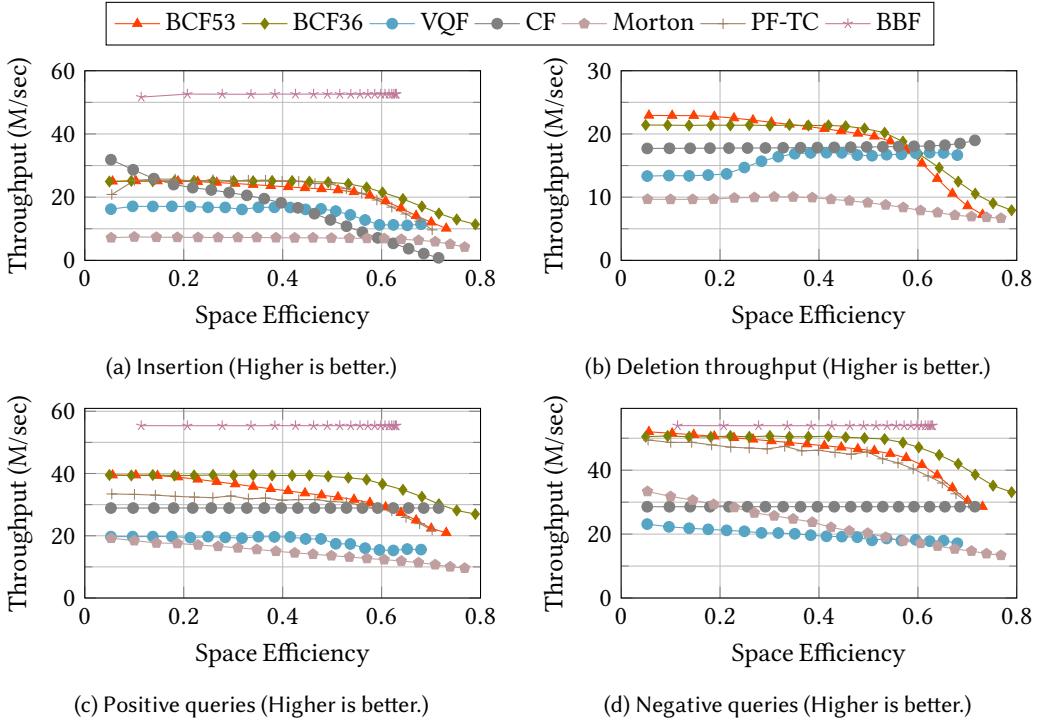 BCF53 BCF36 VQF CF Morton PF-TC BBF
60
40
20
0
0
0.2
0.4
0.6
0.8
Throughput (M/sec)
Space Efficiency
(a) Insertion (Higher is better.)
30
20
10
0
0
0.2
0.4
0.6
0.8
Throughput (M/sec)
Space Efficiency
(b) Deletion throughput (Higher is better.)
60
40
20
0
0
0.2
0.4
0.6
0.8
Throughput (M/sec)
Space Efficiency
(c) Positive queries (Higher is better.)
40
20
0
0
0.2
0.4
0.6
0.8
Throughput (M/sec)
Space Efficiency
(d) Negative queries (Higher is better.)